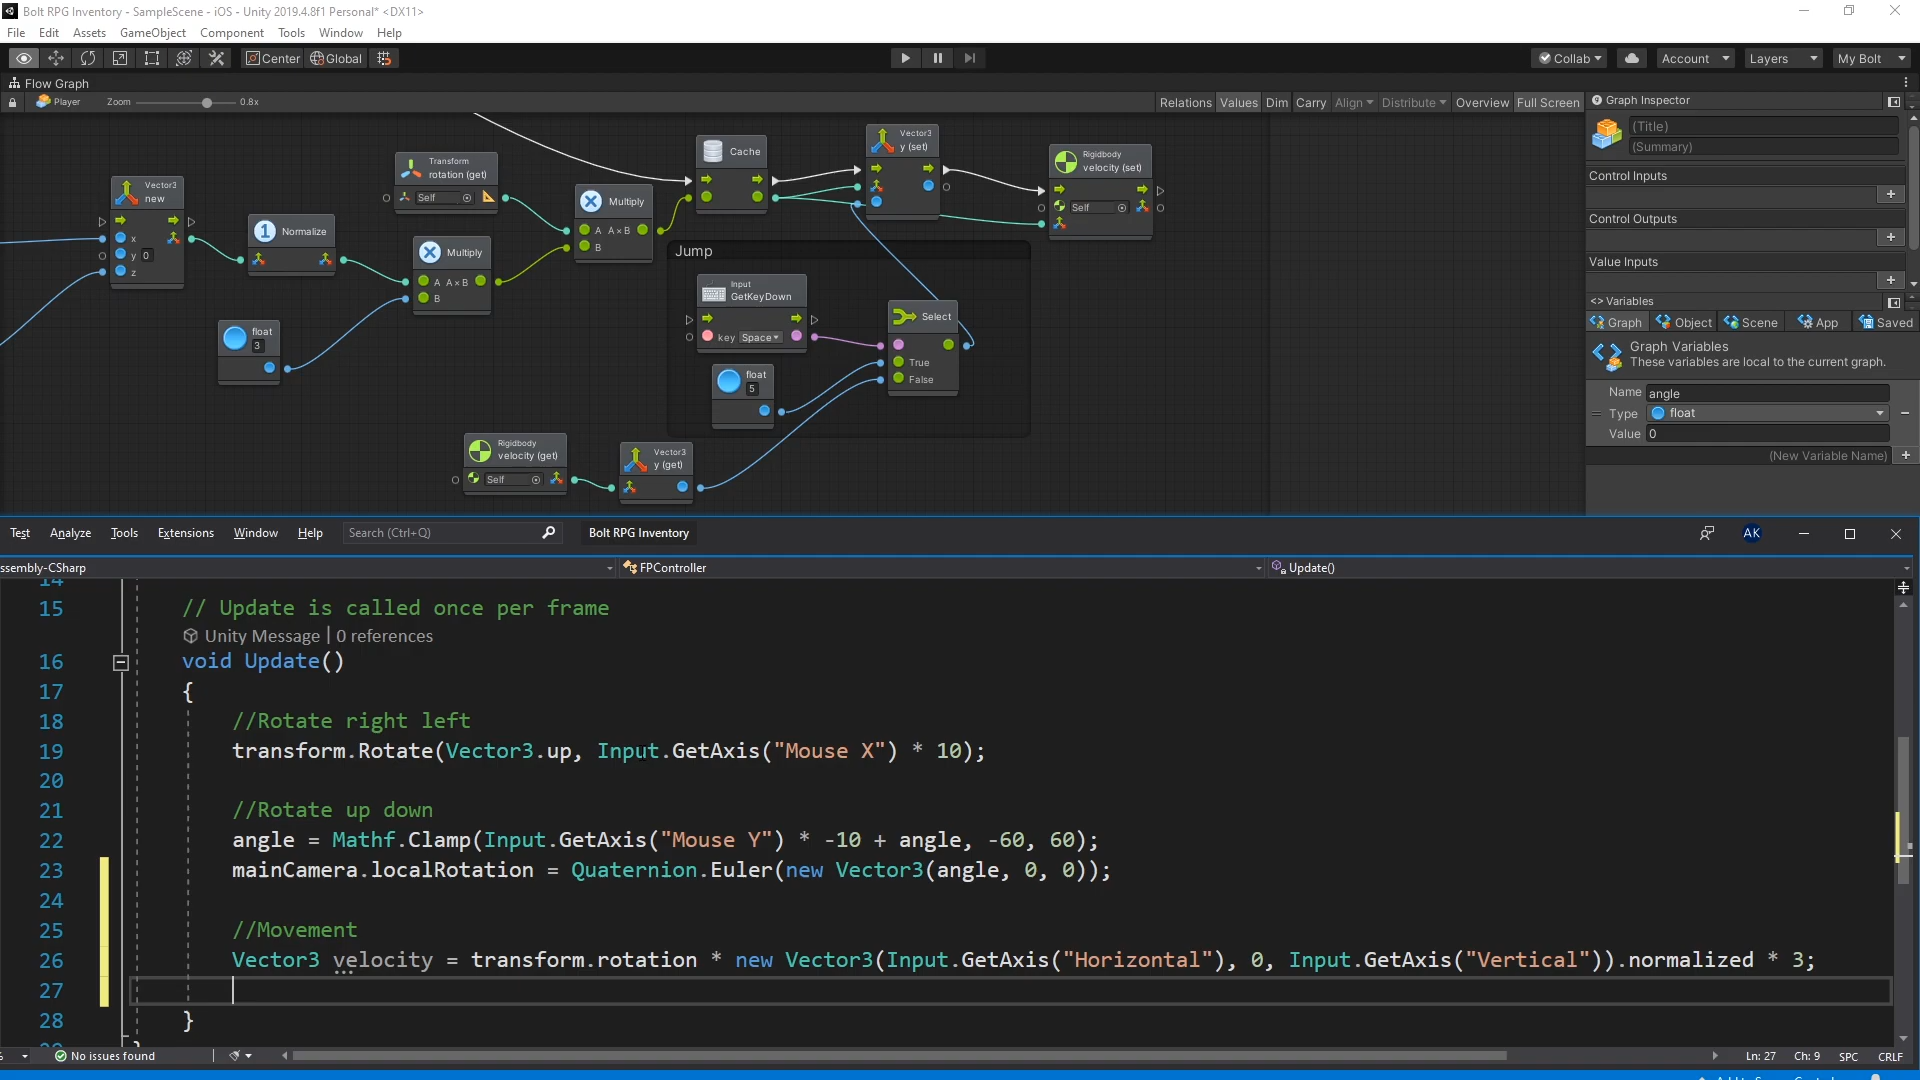 Bolt RPG Inventory - SampleScene - iOS - Unity 2019.4.8f1 Personal* <DX11>
File Edit Assets GameObject Component Tools Window Help
Center Global Collab Account Layers My Bolt
Flow Graph
Player Zoom 0.8x Relations Values Dim Carry Align Distribute Overview Full Screen
Graph Inspector
(Title)
(Summary)
Control Inputs
Control Outputs
Value Inputs
Variables
Graph Object Scene App Saved
Graph Variables
These variables are local to the current graph.
Name angle
Type float
Value 0
(New Variable Name)
Vector3
new
x
y 0
z
Normalize
float
3
Transform
rotation (get)
Self
Multiply
A A×B
B
Multiply
A A×B
B
Cache
Vector3
y (set)
Rigidbody
velocity (set)
Self
Jump
Input
GetKeyDown
key Space
float
5
Select
True
False
Rigidbody
velocity (get)
Self
Vector3
y (get)
Test Analyze Tools Extensions Window Help Search (Ctrl+Q) Bolt RPG Inventory AK
ssembly-CSharp FPController Update()
14
15 // Update is called once per frame
Unity Message | 0 references
16 void Update()
17 {
18 //Rotate right left
19 transform.Rotate(Vector3.up, Input.GetAxis("Mouse X") * 10);
20
21 //Rotate up down
22 angle = Mathf.Clamp(Input.GetAxis("Mouse Y") * -10 + angle, -60, 60);
23 mainCamera.localRotation = Quaternion.Euler(new Vector3(angle, 0, 0));
24
25 //Movement
26 Vector3 velocity = transform.rotation * new Vector3(Input.GetAxis("Horizontal"), 0, Input.GetAxis("Vertical")).normalized * 3;
27
28 }
No issues found Ln: 27 Ch: 9 SPC CRLF